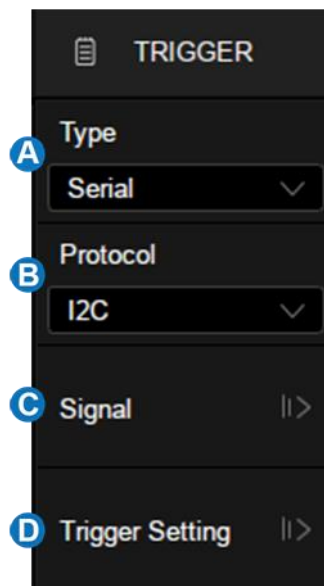 TRIGGER
A Type
Serial
B Protocol
I2C
C Signal
D Trigger Setting